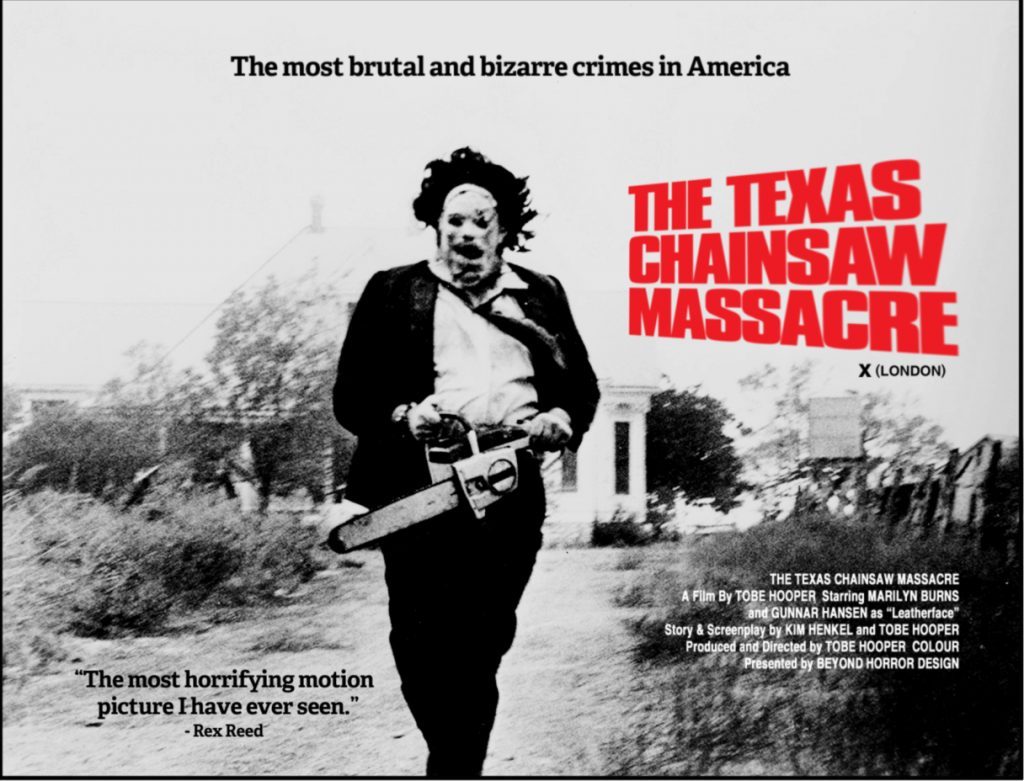 The most brutal and bizarre crimes in America
THE TEXAS
CHAINSAW
MASSACRE
X (LONDON)
THE TEXAS CHAINSAW MASSACRE
A Film By TOBE HOOPER Starring MARILYN BURNS
and GUNNAR HANSEN as “Leatherface”
Story & Screenplay by KIM HENKEL and TOBE HOOPER
Produced and Directed by TOBE HOOPER COLOUR
Presented by BEYOND HORROR DESIGN
“The most horrifying motion
picture I have ever seen.”
- Rex Reed